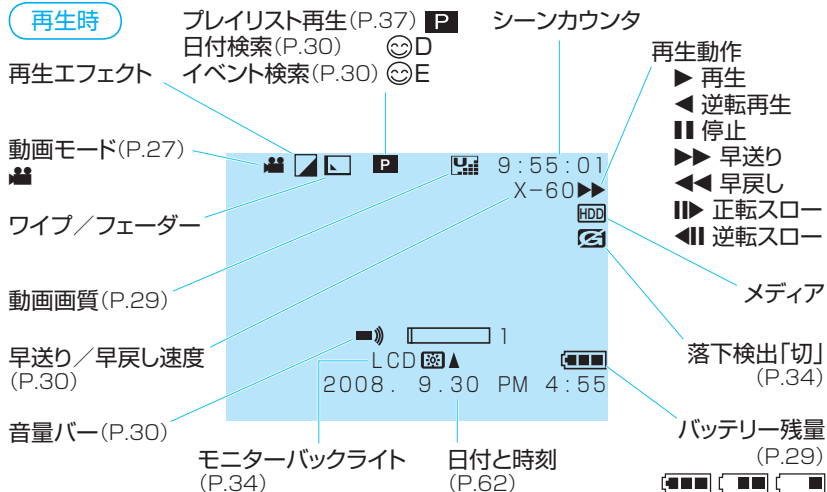 再生時
プレイリスト再生(P.37) P
日付検索(P.30) D
イベント検索(P.30) E
シーンカウンタ
再生エフェクト
再生動作
▶ 再生
◀ 逆転再生
停止
▶▶ 早送り
◀◀ 早戻し
正転スロー
逆転スロー
動画モード(P.27)
ワイプ/フェーダー
動画画質(P.29)
早送り/早戻し速度
(P.30)
音量バー(P.30)
P 9:55:01
X-60▶▶
HDD
1
LCD
2008. 9.30 PM 4:55
メディア
落下検出「切」
(P.34)
バッテリー残量
(P.29)
モニターバックライト
(P.34)
日付と時刻
(P.62)